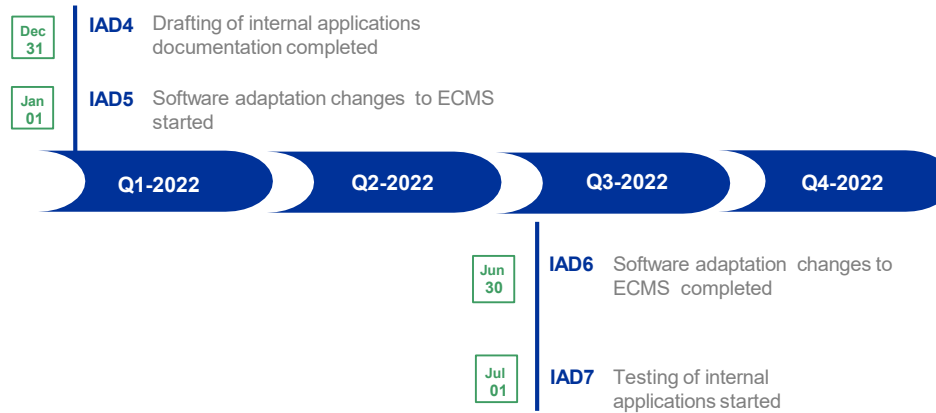 Dec
31
IAD4 Drafting of internal applications
documentation completed
Jan
01
IAD5 Software adaptation changes to ECMS
started
Q1-2022 Q2-2022 Q3-2022 Q4-2022
Jun
30
IAD6 Software adaptation changes to
ECMS completed
Jul
01
IAD7 Testing of internal
applications started